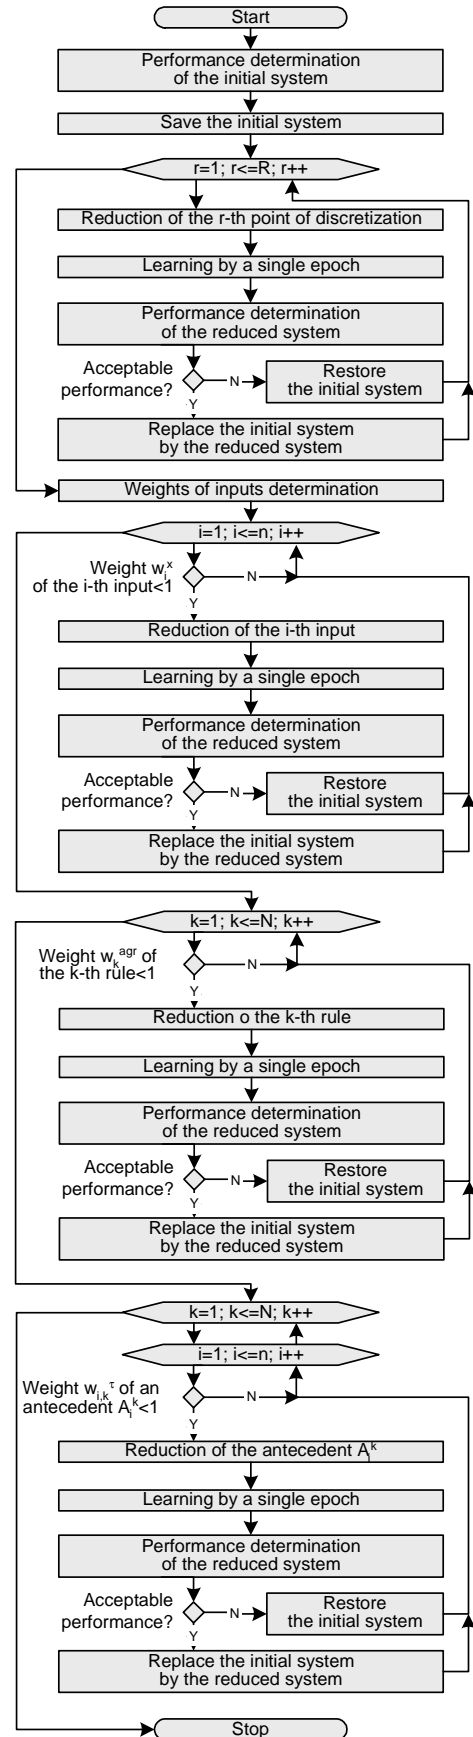 Start
Performance determination
of the initial system
Save the initial system
r=1; r<=R; r++
Reduction of the r-th point of discretization
Learning by a single epoch
Performance determination
of the reduced system
Acceptable
performance?
N
Restore
the initial system
Y
Replace the initial system
by the reduced system
Weights of inputs determination
i=1; i<=n; i++
Weight w_i^x
of the i-th input<1
N
Y
Reduction of the i-th input
Learning by a single epoch
Performance determination
of the reduced system
Acceptable
performance?
N
Restore
the initial system
Y
Replace the initial system
by the reduced system
k=1; k<=N; k++
Weight w_k^agr of
the k-th rule<1
N
Y
Reduction o the k-th rule
Learning by a single epoch
Performance determination
of the reduced system
Acceptable
performance?
N
Restore
the initial system
Y
Replace the initial system
by the reduced system
k=1; k<=N; k++
i=1; i<=n; i++
Weight w_i,k^τ of an
antecedent A_i^k<1
N
Y
Reduction of the antecedent A_i^k
Learning by a single epoch
Performance determination
of the reduced system
Acceptable
performance?
N
Restore
the initial system
Y
Replace the initial system
by the reduced system
Stop